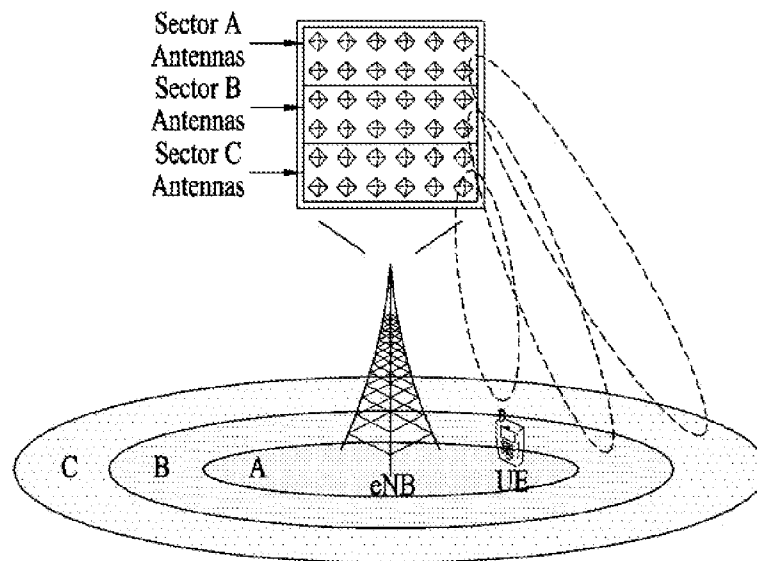 Sector A
Antennas
Sector B
Antennas
Sector C
Antennas
C
B
A
eNB
UE